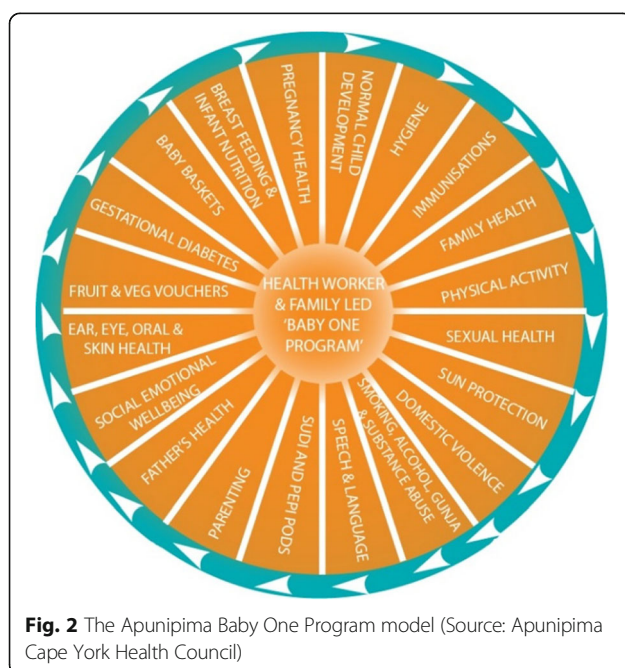 PREGNANCY HEALTH
NORMAL CHILD
DEVELOPMENT
HYGIENE
IMMUNISATIONS
FAMILY HEALTH
PHYSICAL ACTIVITY
SEXUAL HEALTH
SUN PROTECTION
DOMESTIC VIOLENCE
SMOKING, ALCOHOL, GUNJA
& SUBSTANCE ABUSE
SPEECH & LANGUAGE
SUDI AND PEPI PODS
PARENTING
FATHER'S HEALTH
SOCIAL EMOTIONAL
WELLBEING
EAR, EYE, ORAL &
SKIN HEALTH
FRUIT & VEG VOUCHERS
GESTATIONAL DIABETES
BABY BASKETS
BREAST FEEDING &
INFANT NUTRITION
HEALTH WORKER
& FAMILY LED
‘BABY ONE
PROGRAM’
Fig. 2 The Apunipima Baby One Program model (Source: Apunipima
Cape York Health Council)